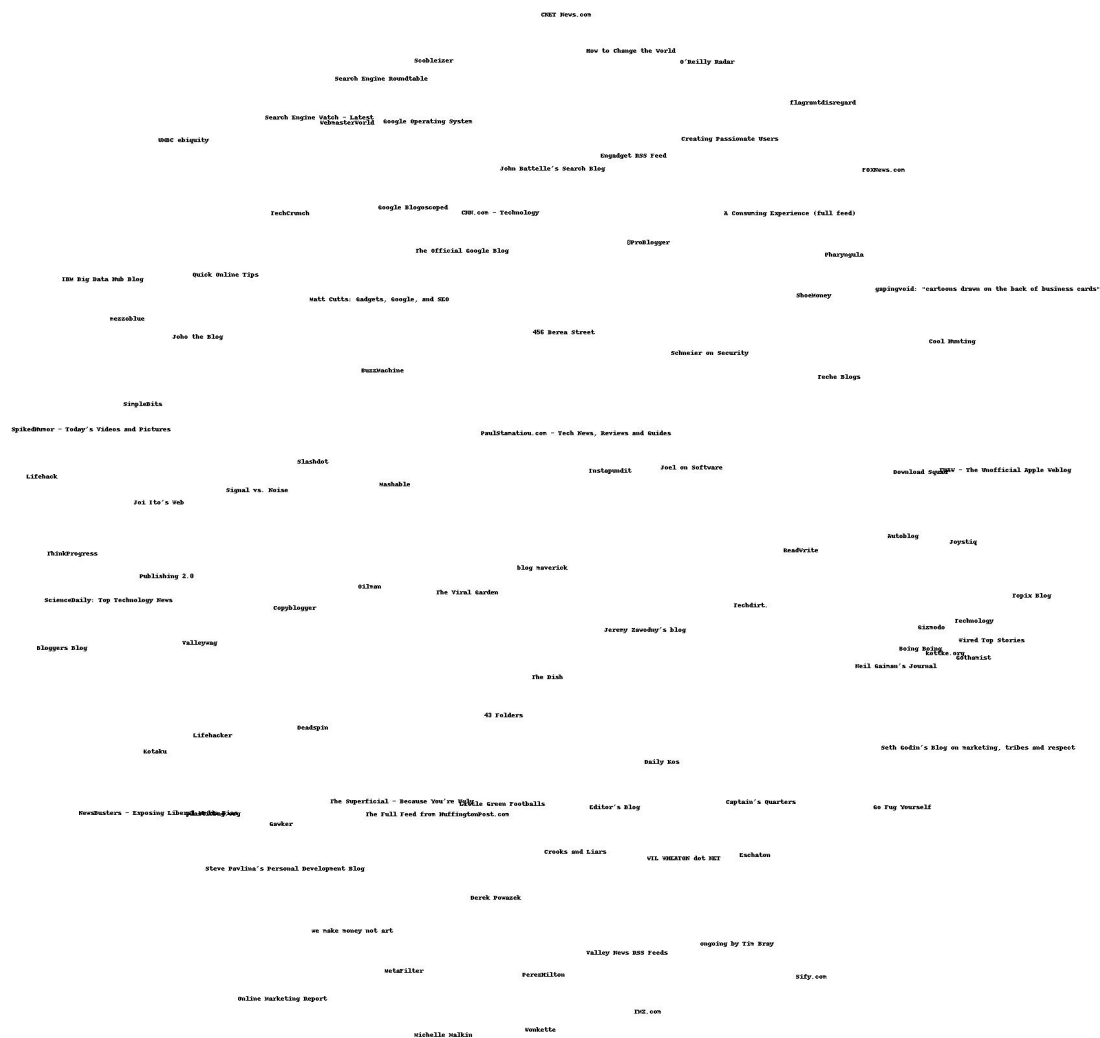 CNET News.com
How to Change the World
Scobleizer
O'Reilly Radar
Search Engine Roundtable
flagrantdisregard
Search Engine Watch - Latest
WebmasterWorld
Google Operating System
UMBC ebiquity
Creating Passionate Users
Engadget RSS Feed
John Battelle's Search Blog
FOXNews.com
TechCrunch
Google Blogoscoped
CNN.com - Technology
A Consuming Experience (full feed)
ProBlogger
The Official Google Blog
Pharyngula
Quick Online Tips
IBM Big Data Hub Blog
gapingvoid: "cartoons drawn on the back of business cards"
ShoeMoney
Matt Cutts: Gadgets, Google, and SEO
mezzoblue
456 Berea Street
Joho the Blog
Cool Hunting
Schneier on Security
BuzzMachine
Teche Blogs
SimpleBits
SpikedHumor - Today's Videos and Pictures
PaulStamatiou.com - Tech News, Reviews and Guides
Slashdot
Instapundit
Joel on Software
Download Squad
TUAW - The Unofficial Apple Weblog
Lifehack
Mashable
Signal vs. Noise
Joi Ito's Web
Autoblog
Joystiq
ReadWrite
ThinkProgress
blog maverick
Publishing 2.0
Oilman
The Viral Garden
Topix Blog
ScienceDaily: Top Technology News
Techdirt.
Copyblogger
Technology
Gizmodo
Jeremy Zawodny's blog
Wired Top Stories
Valleywag
Bloggers Blog
Boing Boing
kottke.org
Gothamist
Neil Gaiman's Journal
The Dish
43 Folders
Deadspin
Lifehacker
Seth Godin's Blog on marketing, tribes and respect
Kotaku
Daily Kos
The Superficial - Because You're Ugly
Captain's Quarters
Little Green Footballs
Editor's Blog
Go Fug Yourself
NewsBusters - Exposing Liberal Media Bias
plasticbag.org
The Full Feed from HuffingtonPost.com
Gawker
Crooks and Liars
Eschaton
WIL WHEATON dot NET
Steve Pavlina's Personal Development Blog
Derek Powazek
we make money not art
ongoing by Tim Bray
Valley News RSS Feeds
MetaFilter
PerezHilton
Sify.com
Online Marketing Report
TMZ.com
Wonkette
Michelle Malkin